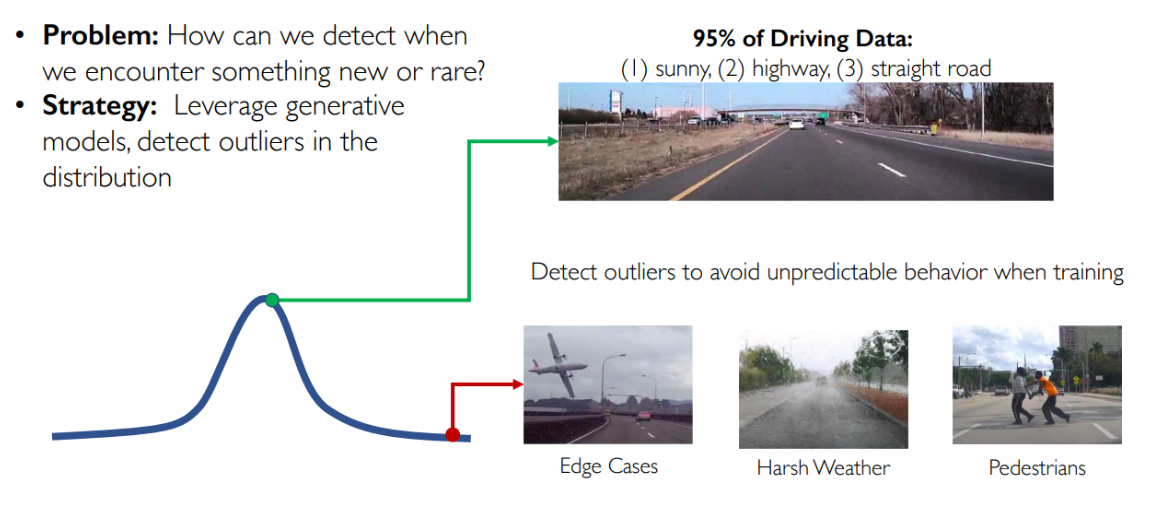 • Problem: How can we detect when
we encounter something new or rare?
• Strategy: Leverage generative
models, detect outliers in the
distribution
95% of Driving Data:
(1) sunny, (2) highway, (3) straight road
Detect outliers to avoid unpredictable behavior when training
Edge Cases
Harsh Weather
Pedestrians